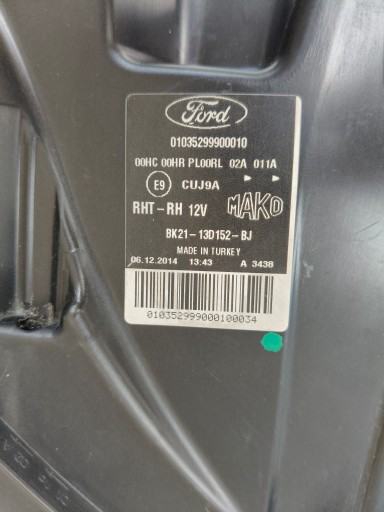 Ford
01035299900010
00HC 00HR PL00RL 02A 011A
E9 CUJ9A
RHT-RH 12V MAKO
BK21-13D152-BJ
MADE IN TURKEY
06.12.2014 13:43 A 3438
010352999000100034